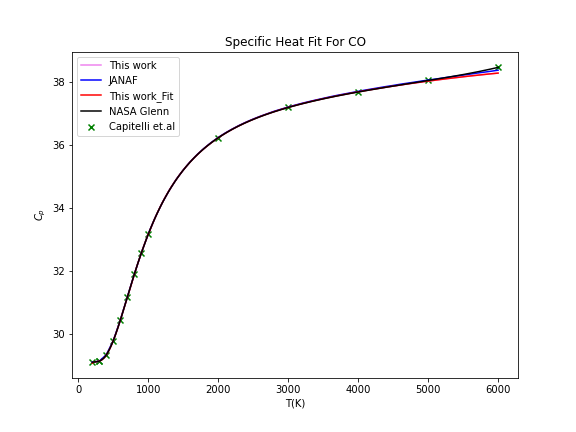 Specific Heat Fit For CO
This work
JANAF
This work_Fit
NASA Glenn
Capitelli et.al
38
36
34
32
30
C_p
0 1000 2000 3000 4000 5000 6000
T(K)